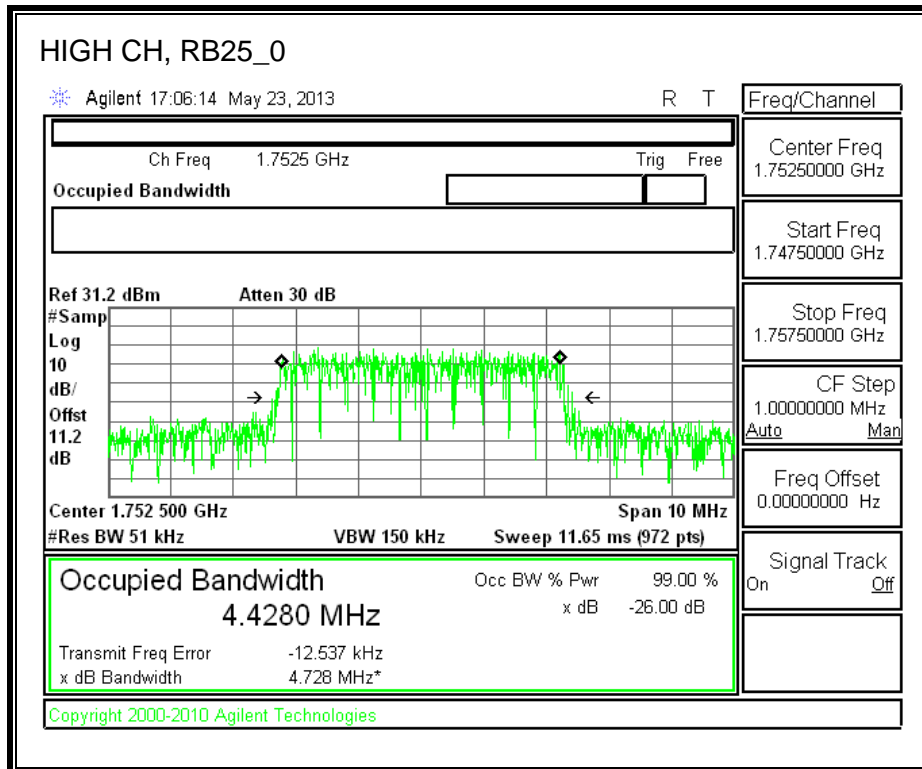 HIGH CH, RB25_0
Agilent 17:06:14 May 23, 2013 R T
Freq/Channel
Ch Freq 1.7525 GHz Trig Free
Occupied Bandwidth
Center Freq
1.75250000 GHz
Start Freq
1.74750000 GHz
Stop Freq
1.75750000 GHz
CF Step
1.00000000 MHz
Auto Man
Freq Offset
0.00000000 Hz
Signal Track
On Off
Ref 31.2 dBm Atten 30 dB
#Samp
Log
10
dB/
Offst
11.2
dB
Center 1.752 500 GHz Span 10 MHz
#Res BW 51 kHz VBW 150 kHz Sweep 11.65 ms (972 pts)
Occupied Bandwidth
4.4280 MHz
Occ BW % Pwr 99.00 %
x dB -26.00 dB
Transmit Freq Error -12.537 kHz
x dB Bandwidth 4.728 MHz*
Copyright 2000-2010 Agilent Technologies